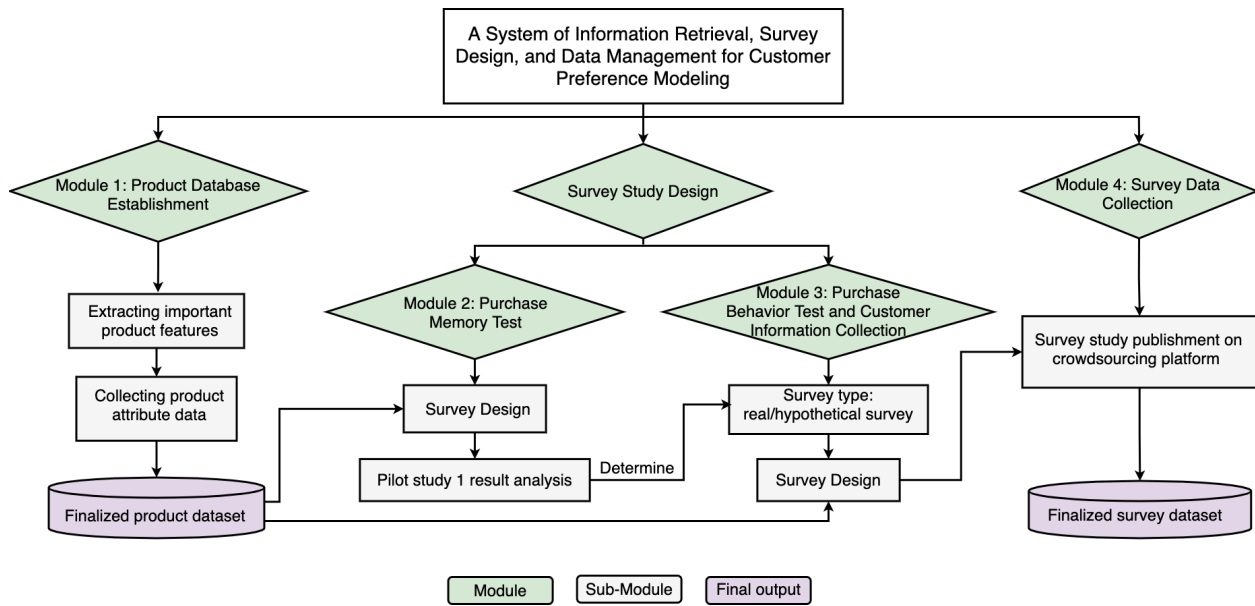 A System of Information Retrieval, Survey
Design, and Data Management for Customer
Preference Modeling
Module 1: Product Database
Establishment
Survey Study Design
Module 4: Survey Data
Collection
Extracting important
product features
Collecting product
attribute data
Finalized product dataset
Module 2: Purchase
Memory Test
Survey Design
Pilot study 1 result analysis
Determine
Module 3: Purchase
Behavior Test and Customer
Information Collection
Survey type:
real/hypothetical survey
Survey Design
Survey study publishment on
crowdsourcing platform
Finalized survey dataset
Module
Sub-Module
Final output